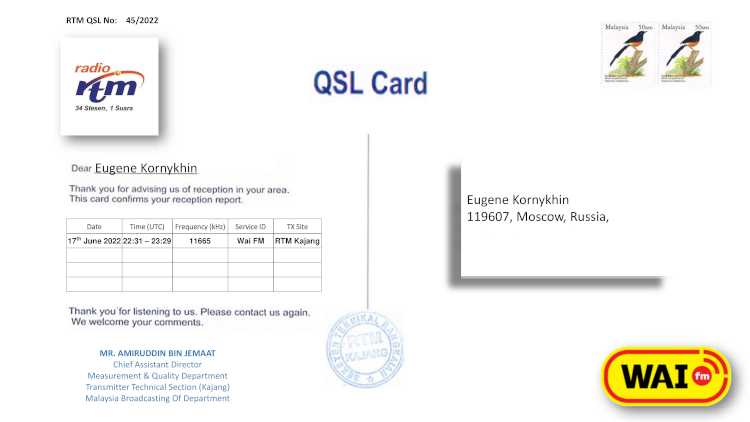 RTM QSL No: 45/2022
radio
rtm
34 Stesen, 1 Suara
QSL Card
Malaysia 50sen
Malaysia 50sen
Dear Eugene Kornykhin
Thank you for advising us of reception in your area.
This card confirms your reception report.
Date Time (UTC) Frequency (kHz) Service ID TX Site
17th June 2022 22:31 – 23:29 11665 Wai FM RTM Kajang
Thank you for listening to us. Please contact us again.
We welcome your comments.
MR. AMIRUDDIN BIN JEMAAT
Chief Assistant Director
Measurement & Quality Department
Transmitter Technical Section (Kajang)
Malaysia Broadcasting Of Department
RTM
KAJANG
Eugene Kornykhin
119607, Moscow, Russia,
WAI fm